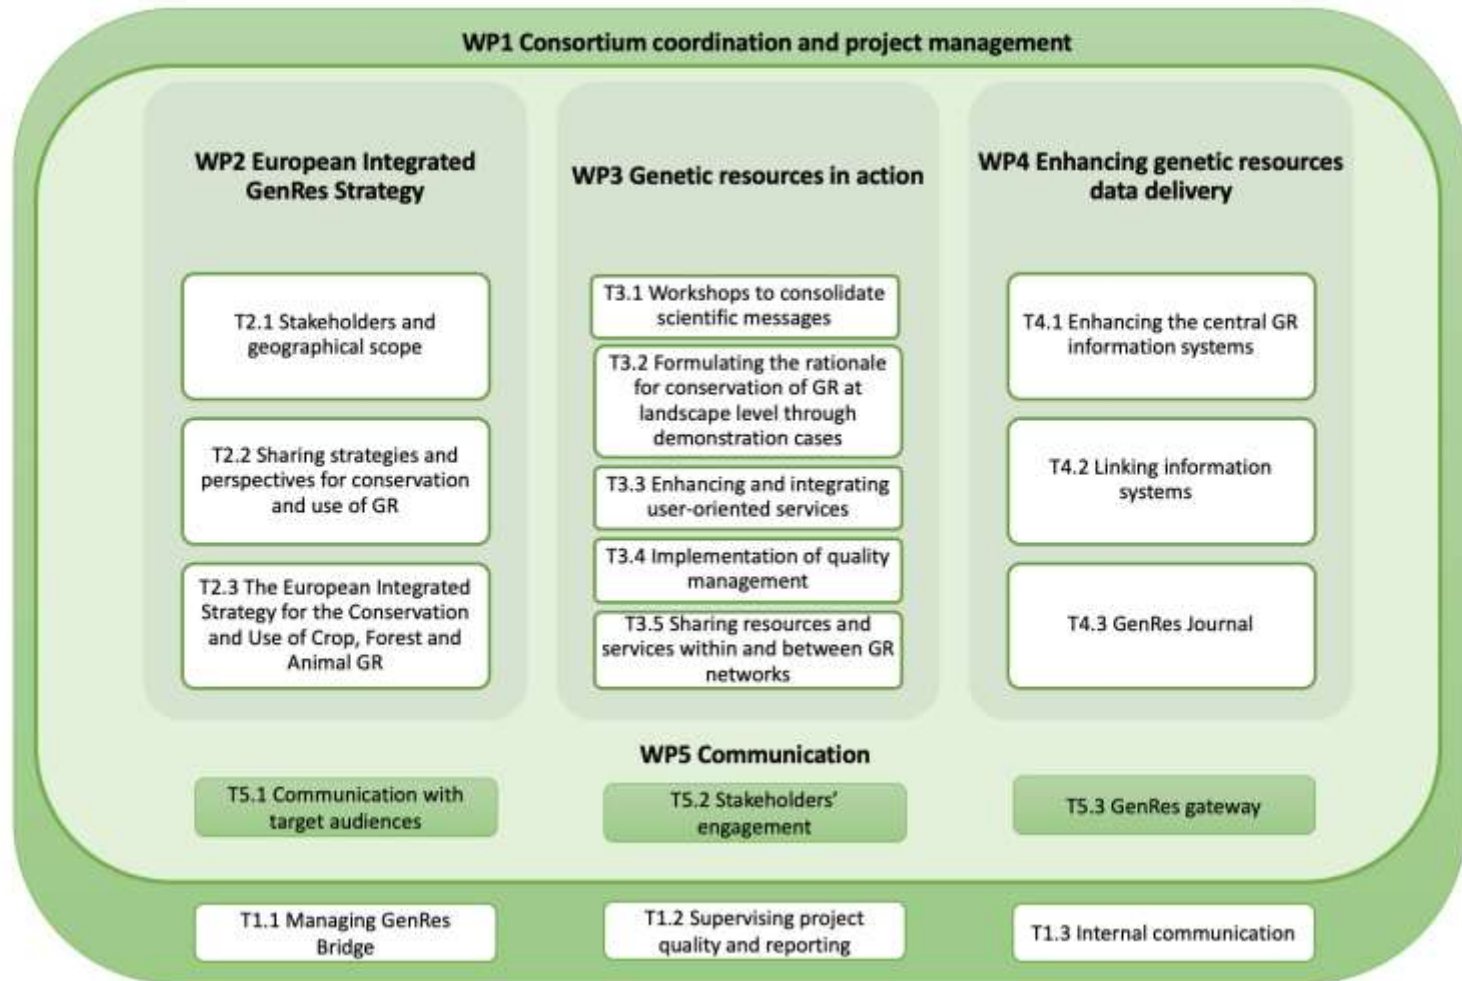 WP1 Consortium coordination and project management
WP2 European Integrated
GenRes Strategy
T2.1 Stakeholders and
geographical scope
T2.2 Sharing strategies and
perspectives for conservation
and use of GR
T2.3 The European Integrated
Strategy for the Conservation
and Use of Crop, Forest and
Animal GR
WP3 Genetic resources in action
T3.1 Workshops to consolidate
scientific messages
T3.2 Formulating the rationale
for conservation of GR at
landscape level through
demonstration cases
T3.3 Enhancing and integrating
user-oriented services
T3.4 Implementation of quality
management
T3.5 Sharing resources and
services within and between GR
networks
WP4 Enhancing genetic resources
data delivery
T4.1 Enhancing the central GR
information systems
T4.2 Linking information
systems
T4.3 GenRes Journal
WP5 Communication
T5.1 Communication with
target audiences
T5.2 Stakeholders’
engagement
T5.3 GenRes gateway
T1.1 Managing GenRes
Bridge
T1.2 Supervising project
quality and reporting
T1.3 Internal communication